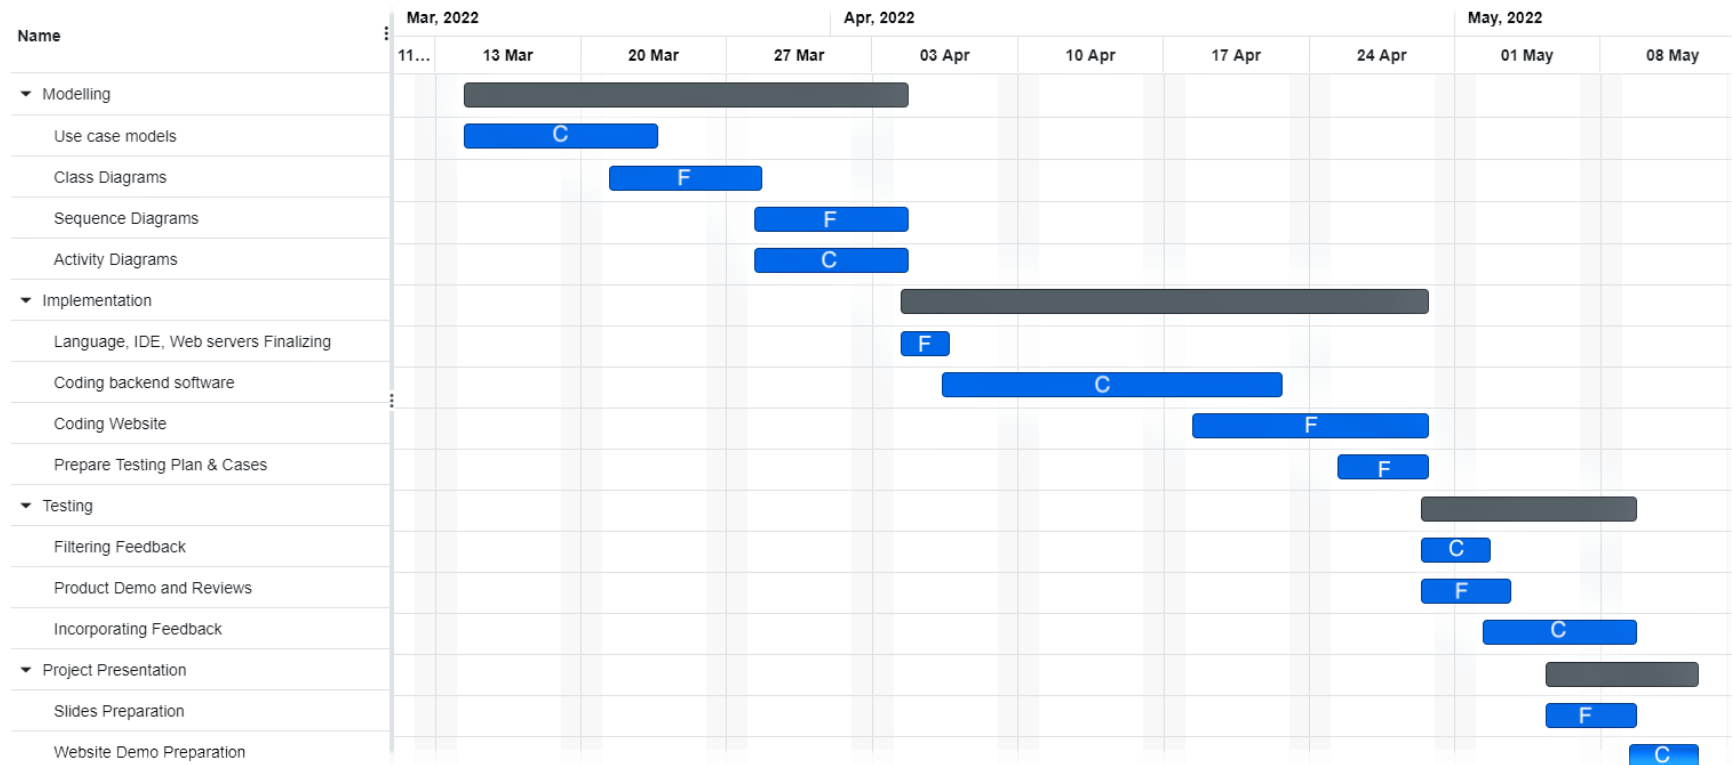 Mar, 2022 Apr, 2022 May, 2022
Name
11... 13 Mar 20 Mar 27 Mar 03 Apr 10 Apr 17 Apr 24 Apr 01 May 08 May
Modelling
Use case models C
Class Diagrams F
Sequence Diagrams F
Activity Diagrams C
Implementation
Language, IDE, Web servers Finalizing F
Coding backend software C
Coding Website F
Prepare Testing Plan & Cases F
Testing
Filtering Feedback C
Product Demo and Reviews F
Incorporating Feedback C
Project Presentation
Slides Preparation F
Website Demo Preparation C